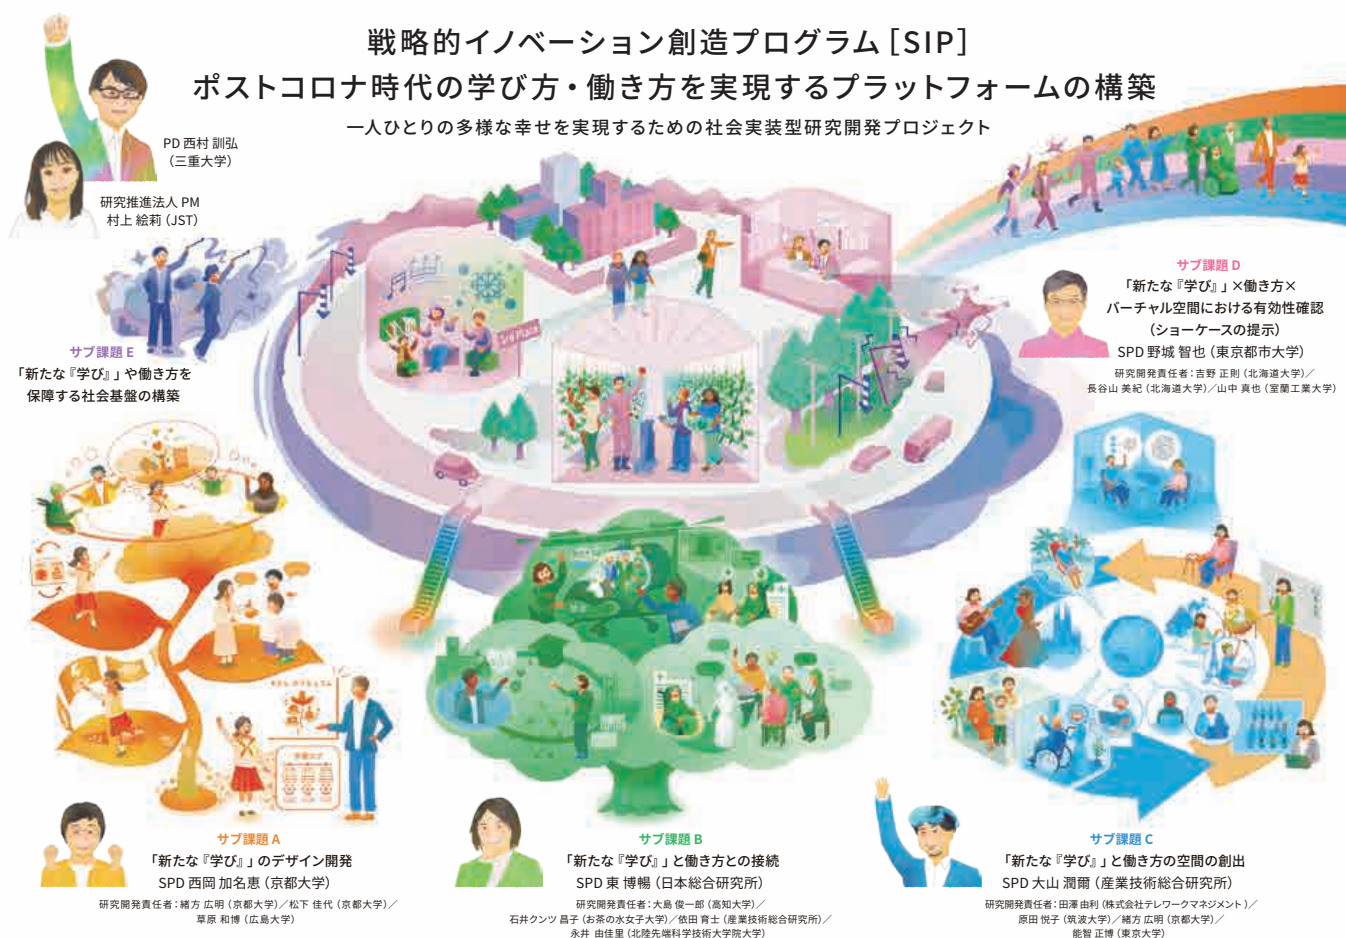 戦略的イノベーション創造プログラム［SIP］
ポストコロナ時代の学び方・働き方を実現するプラットフォームの構築
一人ひとりの多様な幸せを実現するための社会実装型研究開発プロジェクト
PD 西村 訓弘
（三重大学）
研究推進法人 PM
村上 絵莉（JST）
3rd Place
サブ課題 E
「新たな『学び』」や働き方を
保障する社会基盤の構築
サブ課題 D
「新たな『学び』」×働き方×
バーチャル空間における有効性確認
（ショーケースの提示）
SPD 野城 智也（東京都市大学）
研究開発責任者：吉野 正則（北海道大学）／
長谷山 美紀（北海道大学）／山中 真也（室蘭工業大学）
サブ課題 A
「新たな『学び』」のデザイン開発
SPD 西岡 加名恵（京都大学）
研究開発責任者：緒方 広明（京都大学）／松下 佳代（京都大学）／
草原 和博（広島大学）
サブ課題 B
「新たな『学び』」と働き方との接続
SPD 東 博暢（日本総合研究所）
研究開発責任者：大島 俊一郎（高知大学）／
石井クンツ 昌子（お茶の水女子大学）／依田 育士（産業技術総合研究所）／
永井 由佳里（北陸先端科学技術大学院大学）
サブ課題 C
「新たな『学び』」と働き方の空間の創出
SPD 大山 潤爾（産業技術総合研究所）
研究開発責任者：田澤 由利（株式会社テレワークマネジメント）／
原田 悦子（筑波大学）／緒方 広明（京都大学）／
能智 正博（東京大学）